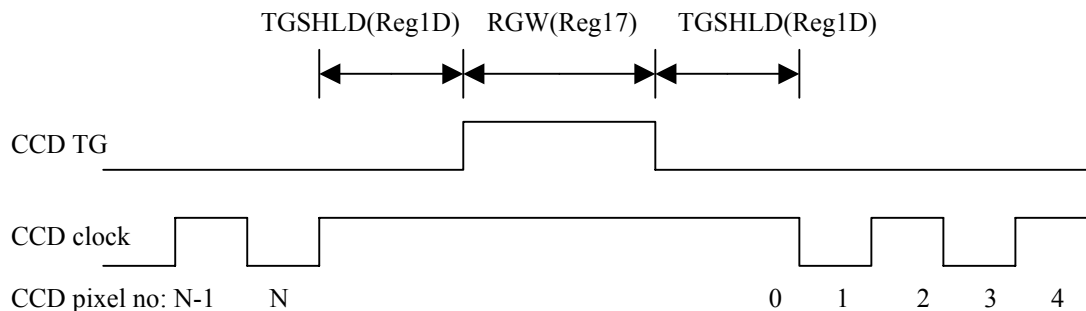 TGSHLD(Reg1D) RGW(Reg17) TGSHLD(Reg1D)
CCD TG
CCD clock
CCD pixel no: N-1 N 0 1 2 3 4